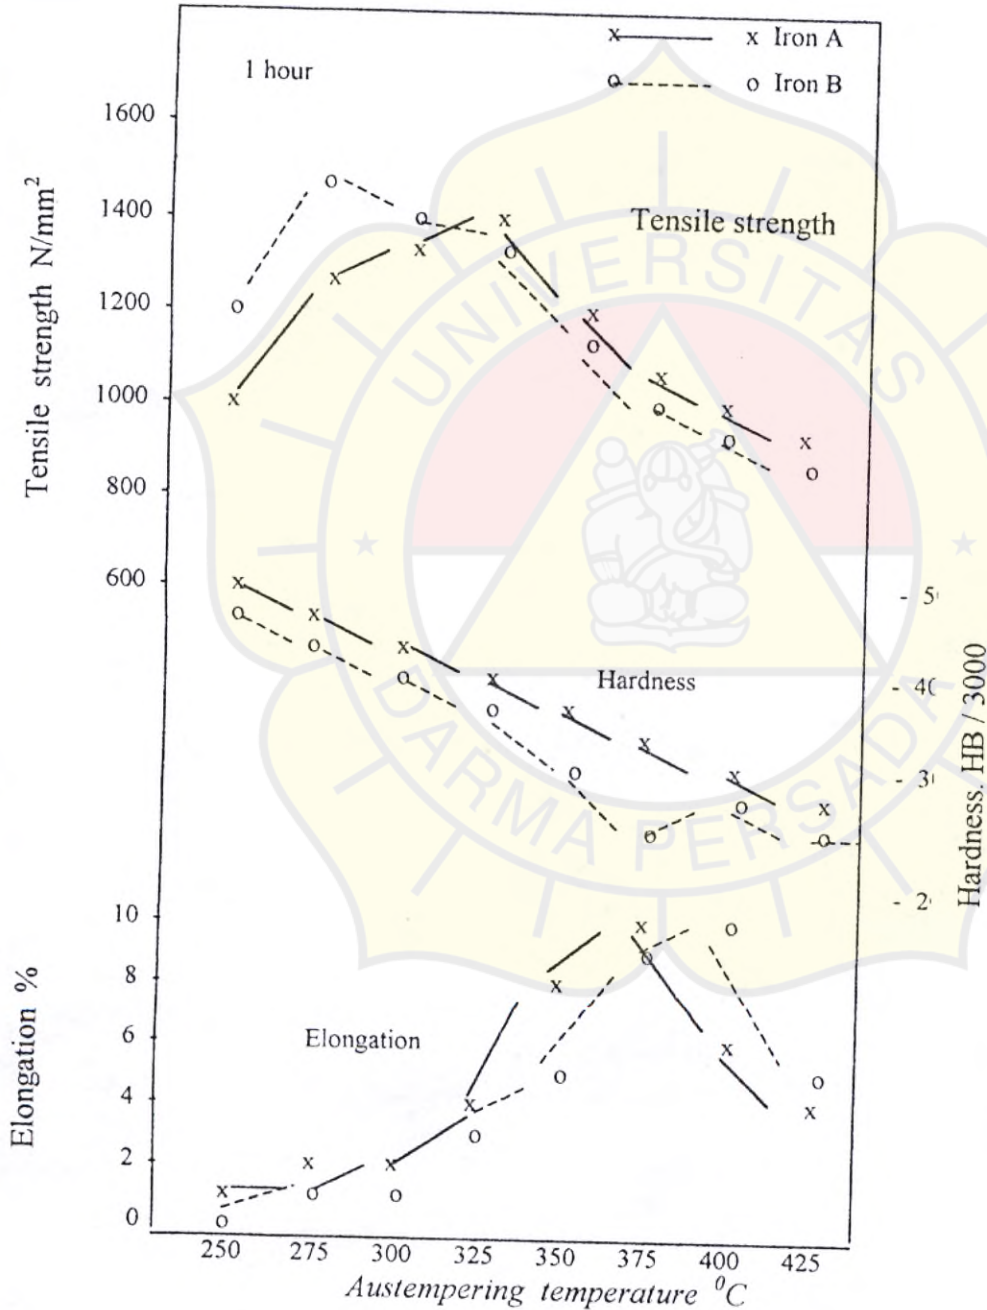 x x Iron A
o o Iron B
1 hour
1600
1400
1200
1000
800
600
Tensile strength N/mm2
Tensile strength
UNIVERSITAS
DARMA PERSADA
Hardness
Hardness, HB / 3000
10
8
6
4
2
0
Elongation %
Elongation
250 275 300 325 350 375 400 425
Austempering temperature 0C